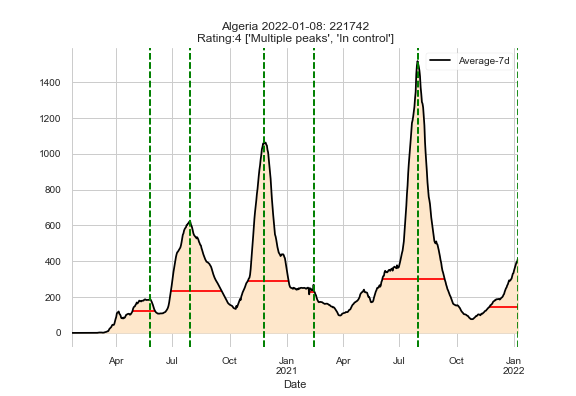 Algeria 2022-01-08: 221742
Rating:4 ['Multiple peaks', 'In control']
Average-7d
1400
1200
1000
800
600
400
200
0
Apr Jul Oct Jan Apr Jul Oct Jan
2021 2022
Date